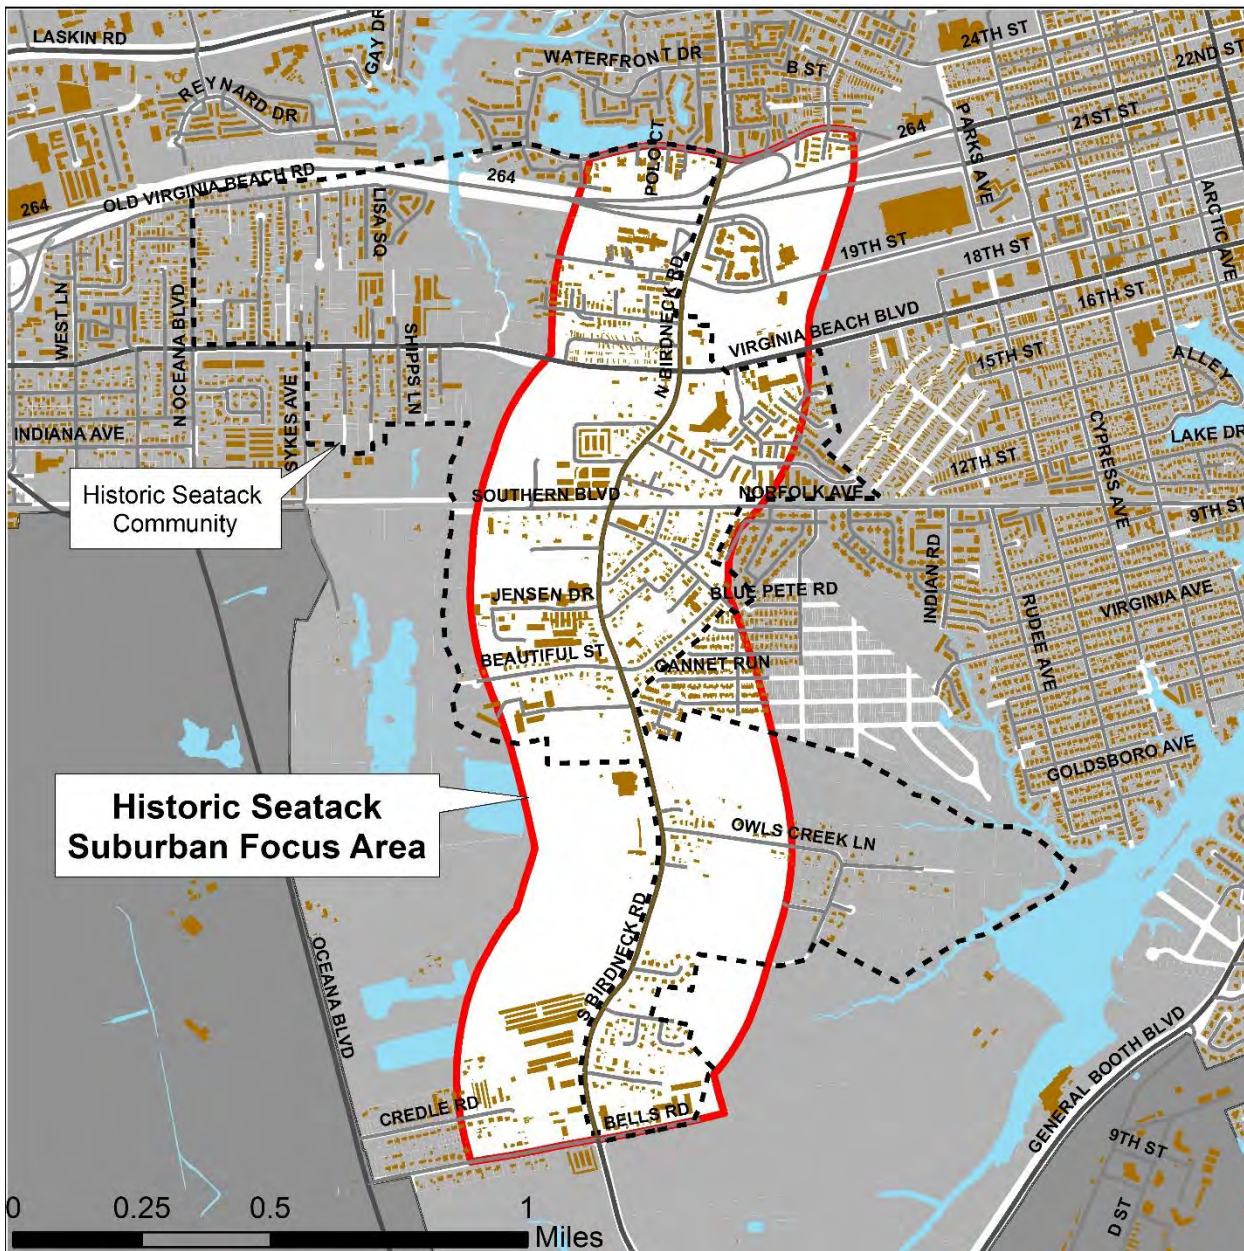 LASKIN RD
GAY DR
WATERFRONT DR
B ST
24TH ST
22ND ST
REYNARD DR
PARKS AVE
21ST ST
264
POLO CT
264
OLD VIRGINIA BEACH RD
264
LISA SQ
ARCTIC AVE
19TH ST
18TH ST
16TH ST
N BIRDNECK RD
WEST LN
N OCEANA BLVD
SHIPPS LN
VIRGINIA BEACH BLVD
15TH ST
ALLEY
SYKES AVE
INDIANA AVE
CYPRESS AVE
LAKE DR
12TH ST
Historic Seatack
Community
SOUTHERN BLVD
NORFOLK AVE
9TH ST
INDIAN RD
JENSEN DR
BLUE PETE RD
RUDEE AVE
VIRGINIA AVE
BEAUTIFUL ST
GANNET RUN
GOLDSBORO AVE
Historic Seatack
Suburban Focus Area
OWLS CREEK LN
S BIRDNECK RD
OCEANA BLVD
GENERAL BOOTH BLVD
CREDLE RD
BELLS RD
9TH ST
D ST
0 0.25 0.5 1
Miles